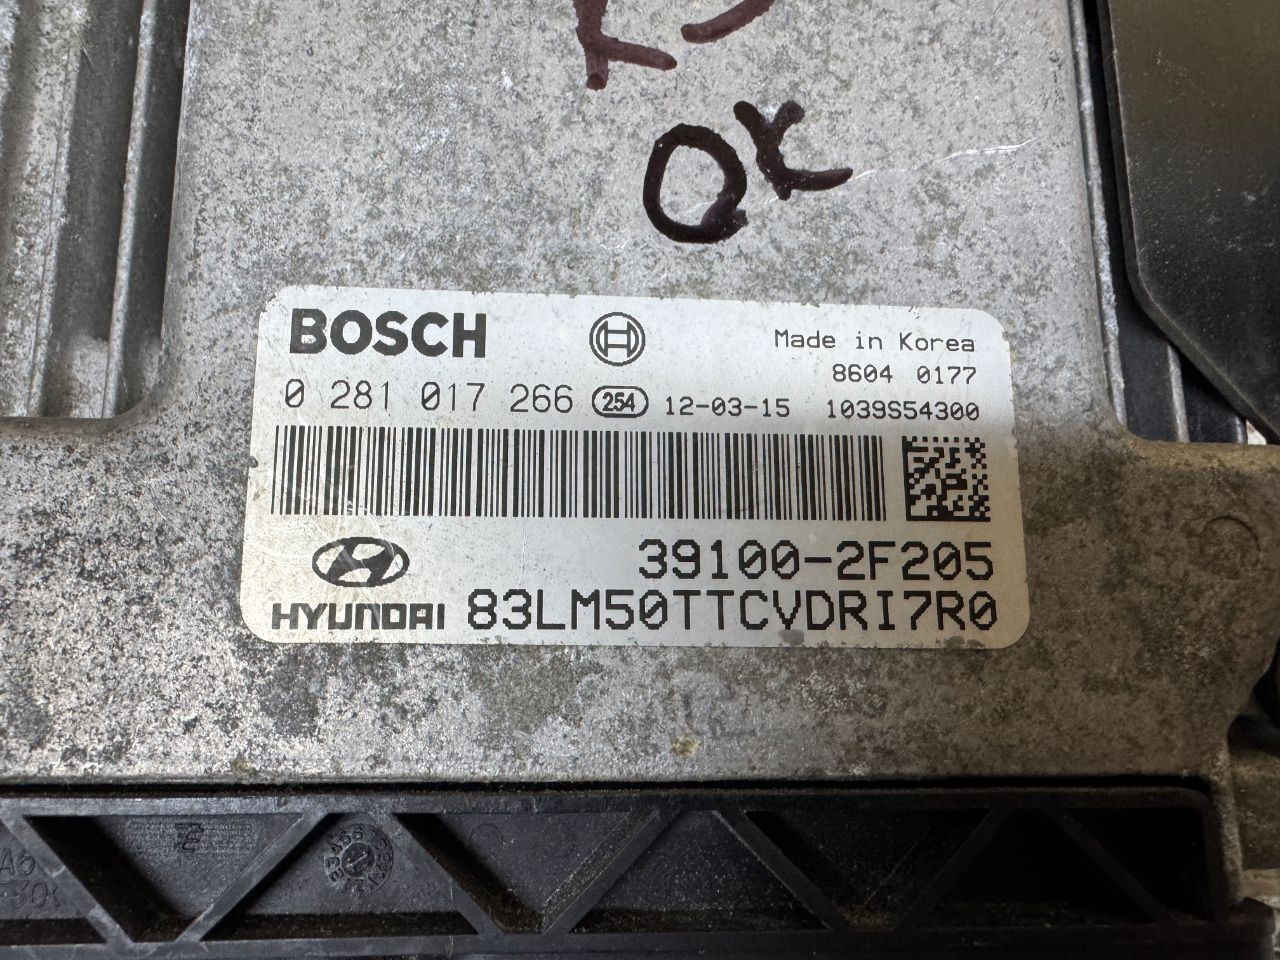 OK
BOSCH
Made in Korea
8604 0177
0 281 017 266 254 12-03-15 1039S54300
39100-2F205
HYUNDAI 83LM50TTCVDRI7R0